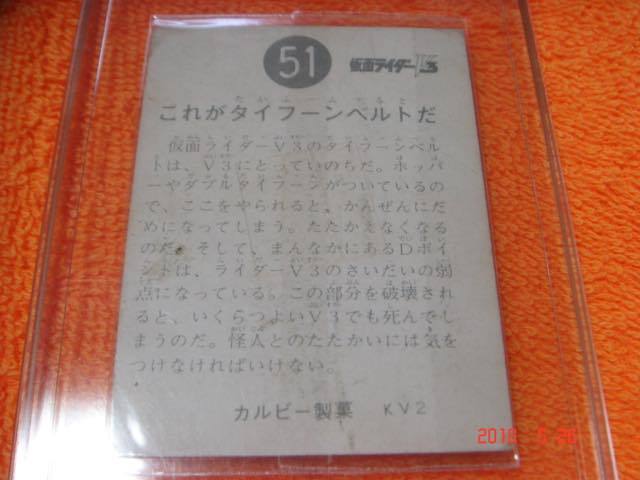 51
仮面ライダーV3
これがタイフーンベルトだ
仮面ライダーV3のタイフーンベル
トは、V3にとっていのちだ。ホッパ
ーやダブルタイフーンがついているの
で、ここをやられると、かんぜんにだ
めになってしまう。たたかえなくなる
のだ。そして、まんなかにあるDポイ
ントは、ライダーV3のさいだいの弱
点になっている。この部分を破壊され
ると、いくらつよいV3でも死んでし
まうのだ。怪人とのたたかいには気を
つけなければいけない。
カルビー製菓 KV2